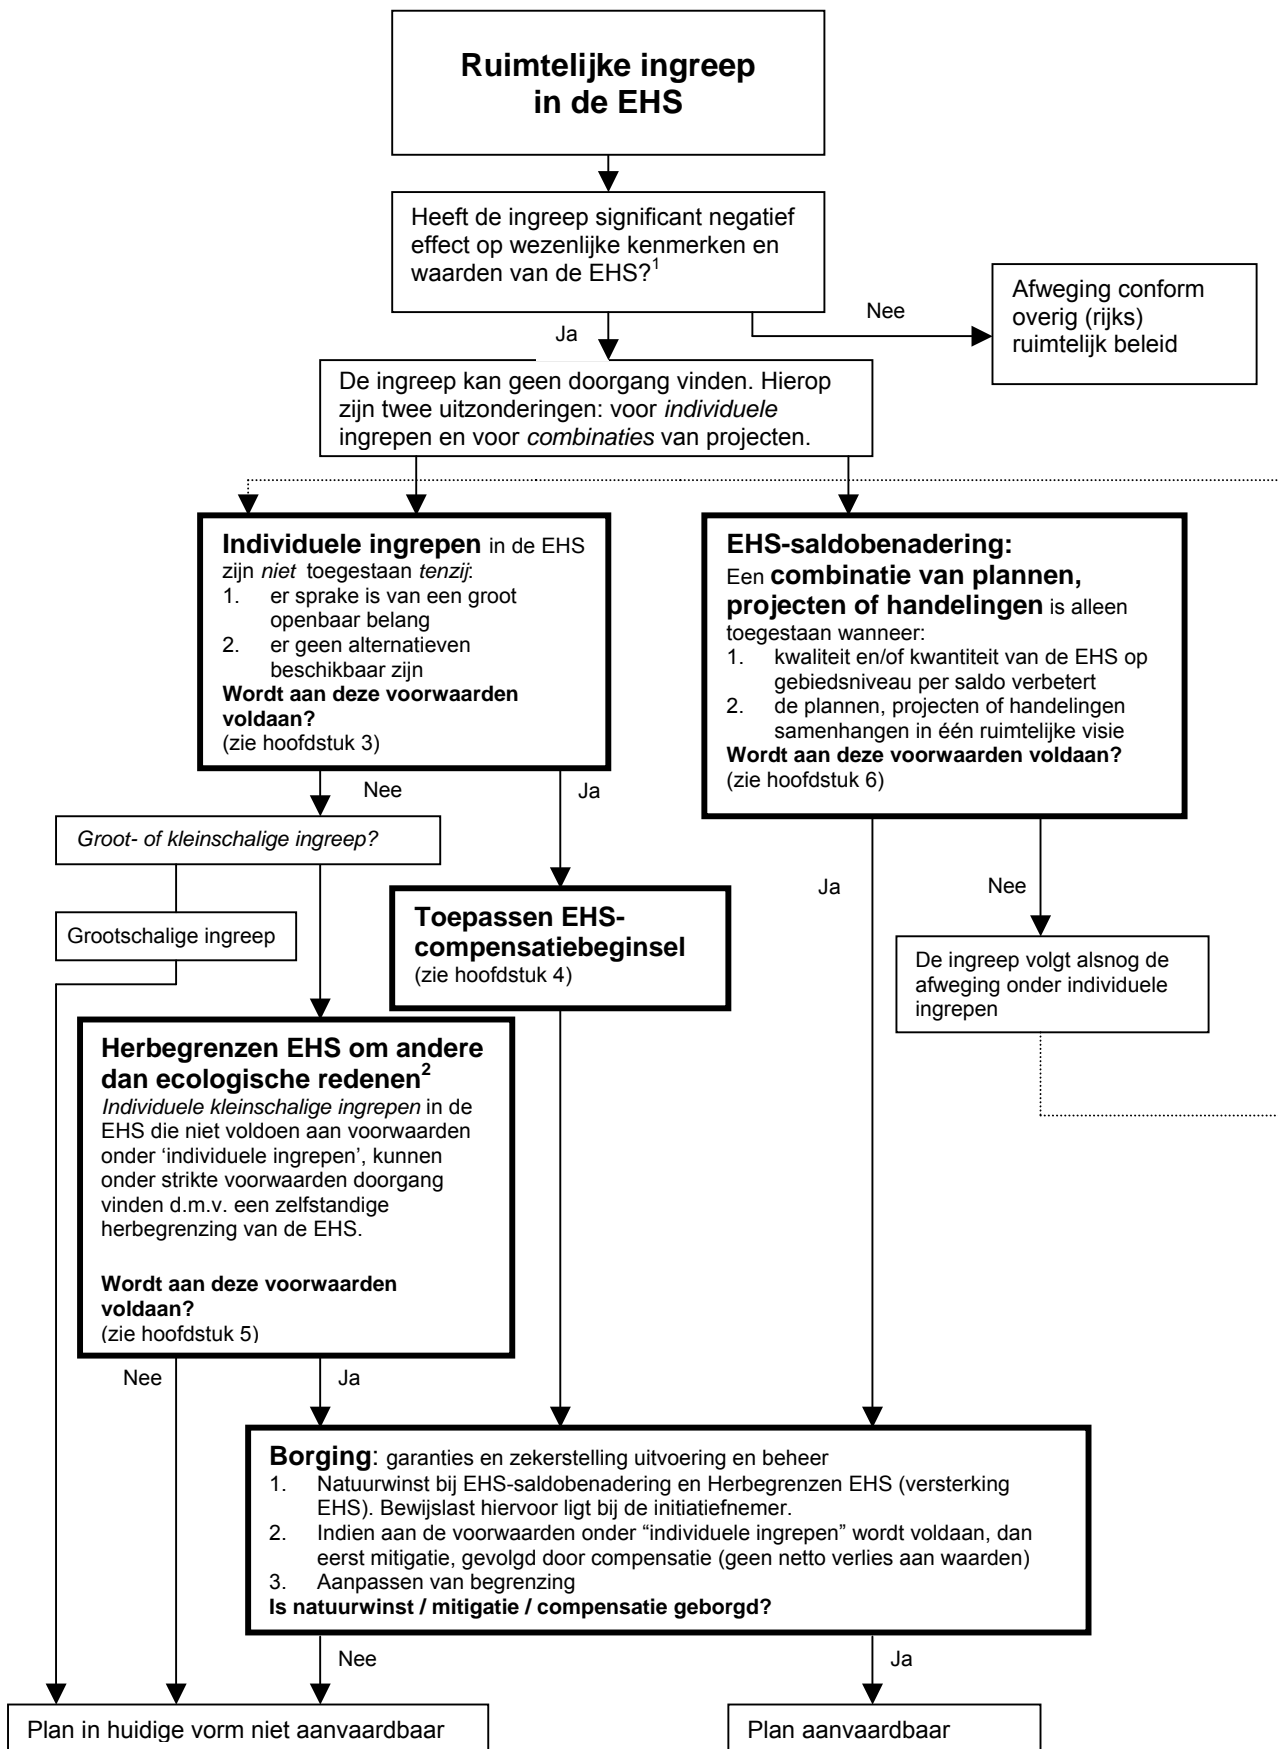 Ruimtelijke ingreep
in de EHS
Heeft de ingreep significant negatief
effect op wezenlijke kenmerken en
waarden van de EHS?1
Nee
Afweging conform
overig (rijks)
ruimtelijk beleid
Ja
De ingreep kan geen doorgang vinden. Hierop
zijn twee uitzonderingen: voor individuele
ingrepen en voor combinaties van projecten.
Individuele ingrepen in de EHS
zijn niet toegestaan tenzij:
1. er sprake is van een groot
openbaar belang
2. er geen alternatieven
beschikbaar zijn
Wordt aan deze voorwaarden
voldaan?
(zie hoofdstuk 3)
EHS-saldobenadering:
Een combinatie van plannen,
projecten of handelingen is alleen
toegestaan wanneer:
1. kwaliteit en/of kwantiteit van de EHS op
gebiedsniveau per saldo verbetert
2. de plannen, projecten of handelingen
samenhangen in één ruimtelijke visie
Wordt aan deze voorwaarden voldaan?
(zie hoofdstuk 6)
Nee
Ja
Groot- of kleinschalige ingreep?
Grootschalige ingreep
Toepassen EHS-
compensatiebeginsel
(zie hoofdstuk 4)
Ja
Nee
De ingreep volgt alsnog de
afweging onder individuele
ingrepen
Herbegrenzen EHS om andere
dan ecologische redenen2
Individuele kleinschalige ingrepen in de
EHS die niet voldoen aan voorwaarden
onder ‘individuele ingrepen’, kunnen
onder strikte voorwaarden doorgang
vinden d.m.v. een zelfstandige
herbegrenzing van de EHS.
Wordt aan deze voorwaarden
voldaan?
(zie hoofdstuk 5)
Nee
Ja
Borging: garanties en zekerstelling uitvoering en beheer
1. Natuurwinst bij EHS-saldobenadering en Herbegrenzen EHS (versterking
EHS). Bewijslast hiervoor ligt bij de initiatiefnemer.
2. Indien aan de voorwaarden onder “individuele ingrepen” wordt voldaan, dan
eerst mitigatie, gevolgd door compensatie (geen netto verlies aan waarden)
3. Aanpassen van begrenzing
Is natuurwinst / mitigatie / compensatie geborgd?
Nee
Ja
Plan in huidige vorm niet aanvaardbaar
Plan aanvaardbaar